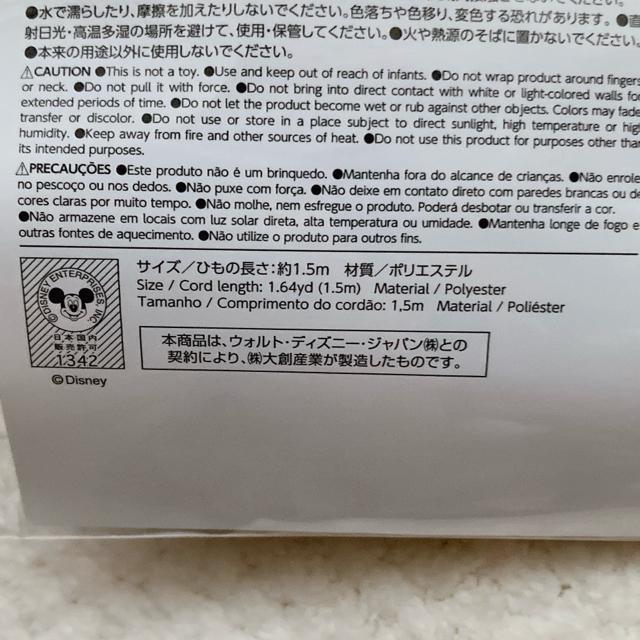 ●水で濡らしたり、摩擦を加えたりしないでください。色落ちや色移り、変色する恐れがあります。●直
射日光・高温多湿の場所を避けて、使用・保管してください。●火や熱源のそばに置かないでください。
●本来の用途以外に使用しないでください。
⚠CAUTION ●This is not a toy. ●Use and keep out of reach of infants. ●Do not wrap product around fingers
or neck. ●Do not pull it with force. ●Do not bring into direct contact with white or light-colored walls for
extended periods of time. ●Do not let the product become wet or rub against other objects. Colors may fade,
transfer or discolor. ●Do not use or store in a place subject to direct sunlight, high temperature or high
humidity. ●Keep away from fire and other sources of heat. ●Do not use this product for purposes other than
its intended purposes.
⚠PRECAUÇÕES ●Este produto não é um brinquedo. ●Mantenha fora do alcance de crianças. ●Não enrole
no pescoço ou nos dedos. ●Não puxe com força. ●Não deixe em contato direto com paredes brancas ou de
cores claras por muito tempo. ●Não molhe, nem esfregue o produto. Poderá desbotar ou transferir a cor.
●Não armazene em locais com luz solar direta, alta temperatura ou umidade. ●Mantenha longe de fogo e
outras fontes de aquecimento. ●Não utilize o produto para outros fins.
サイズ／ひもの長さ：約1.5m 材質／ポリエステル
Size / Cord length: 1.64yd (1.5m) Material / Polyester
Tamanho / Comprimento do cordão: 1,5m Material / Poliéster
©DISNEY ENTERPRISES, INC.
日本国内
販売許可
1342
©Disney
本商品は、ウォルト・ディズニー・ジャパン㈱との
契約により、㈱大創産業が製造したものです。